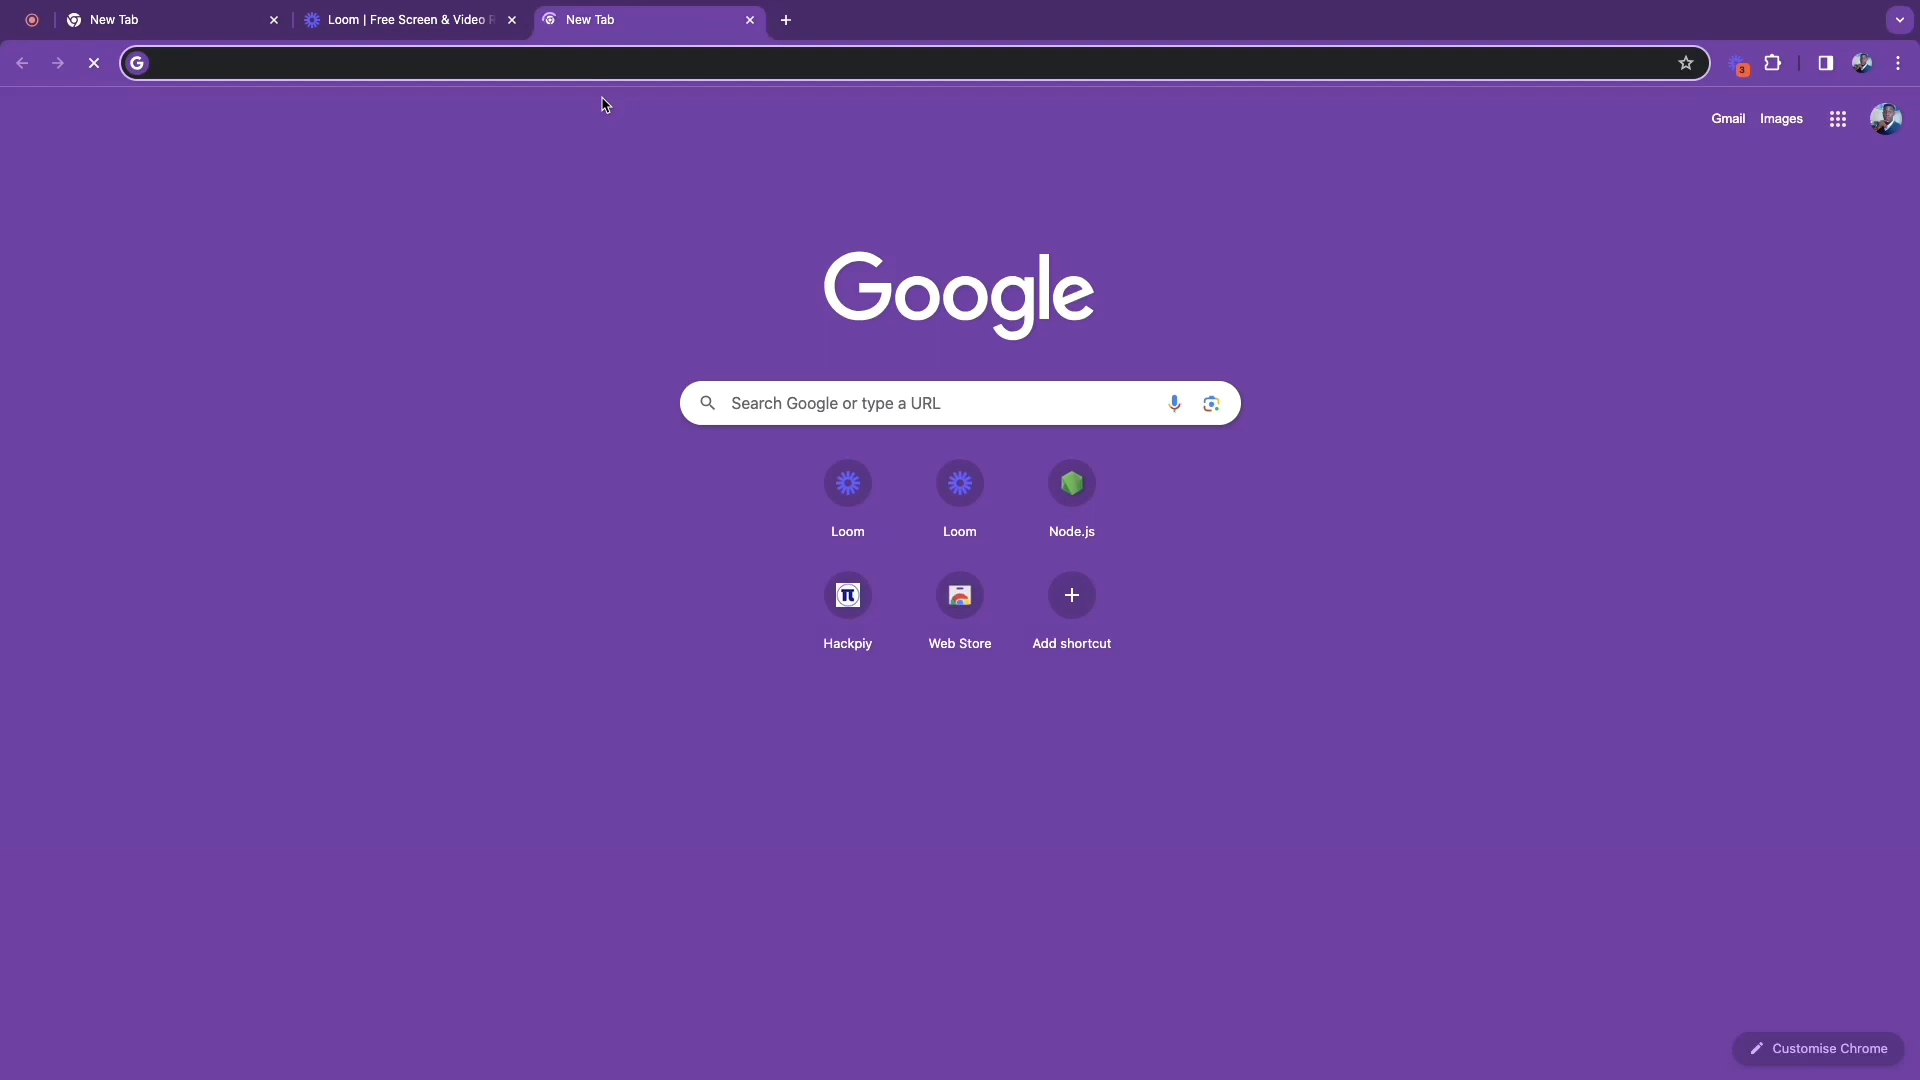 New Tab
Loom | Free Screen & Video R
New Tab
3
Gmail
Images
Google
Search Google or type a URL
Loom
Loom
Node.js
Hackpiy
Web Store
Add shortcut
Customise Chrome